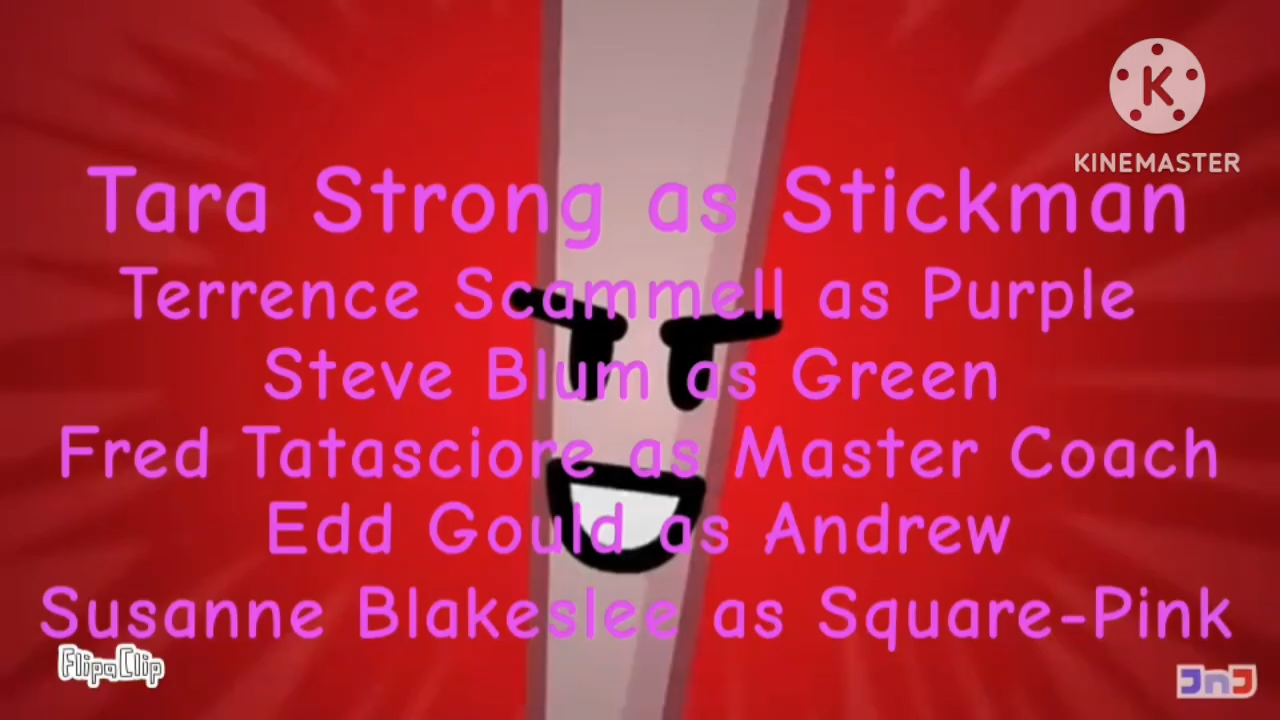 K
KINEMASTER
Tara Strong as Stickman
Terrence Scammell as Purple
Steve Blum as Green
Fred Tatasciore as Master Coach
Edd Gould as Andrew
Susanne Blakeslee as Square-Pink
FlipaClip
JnJ